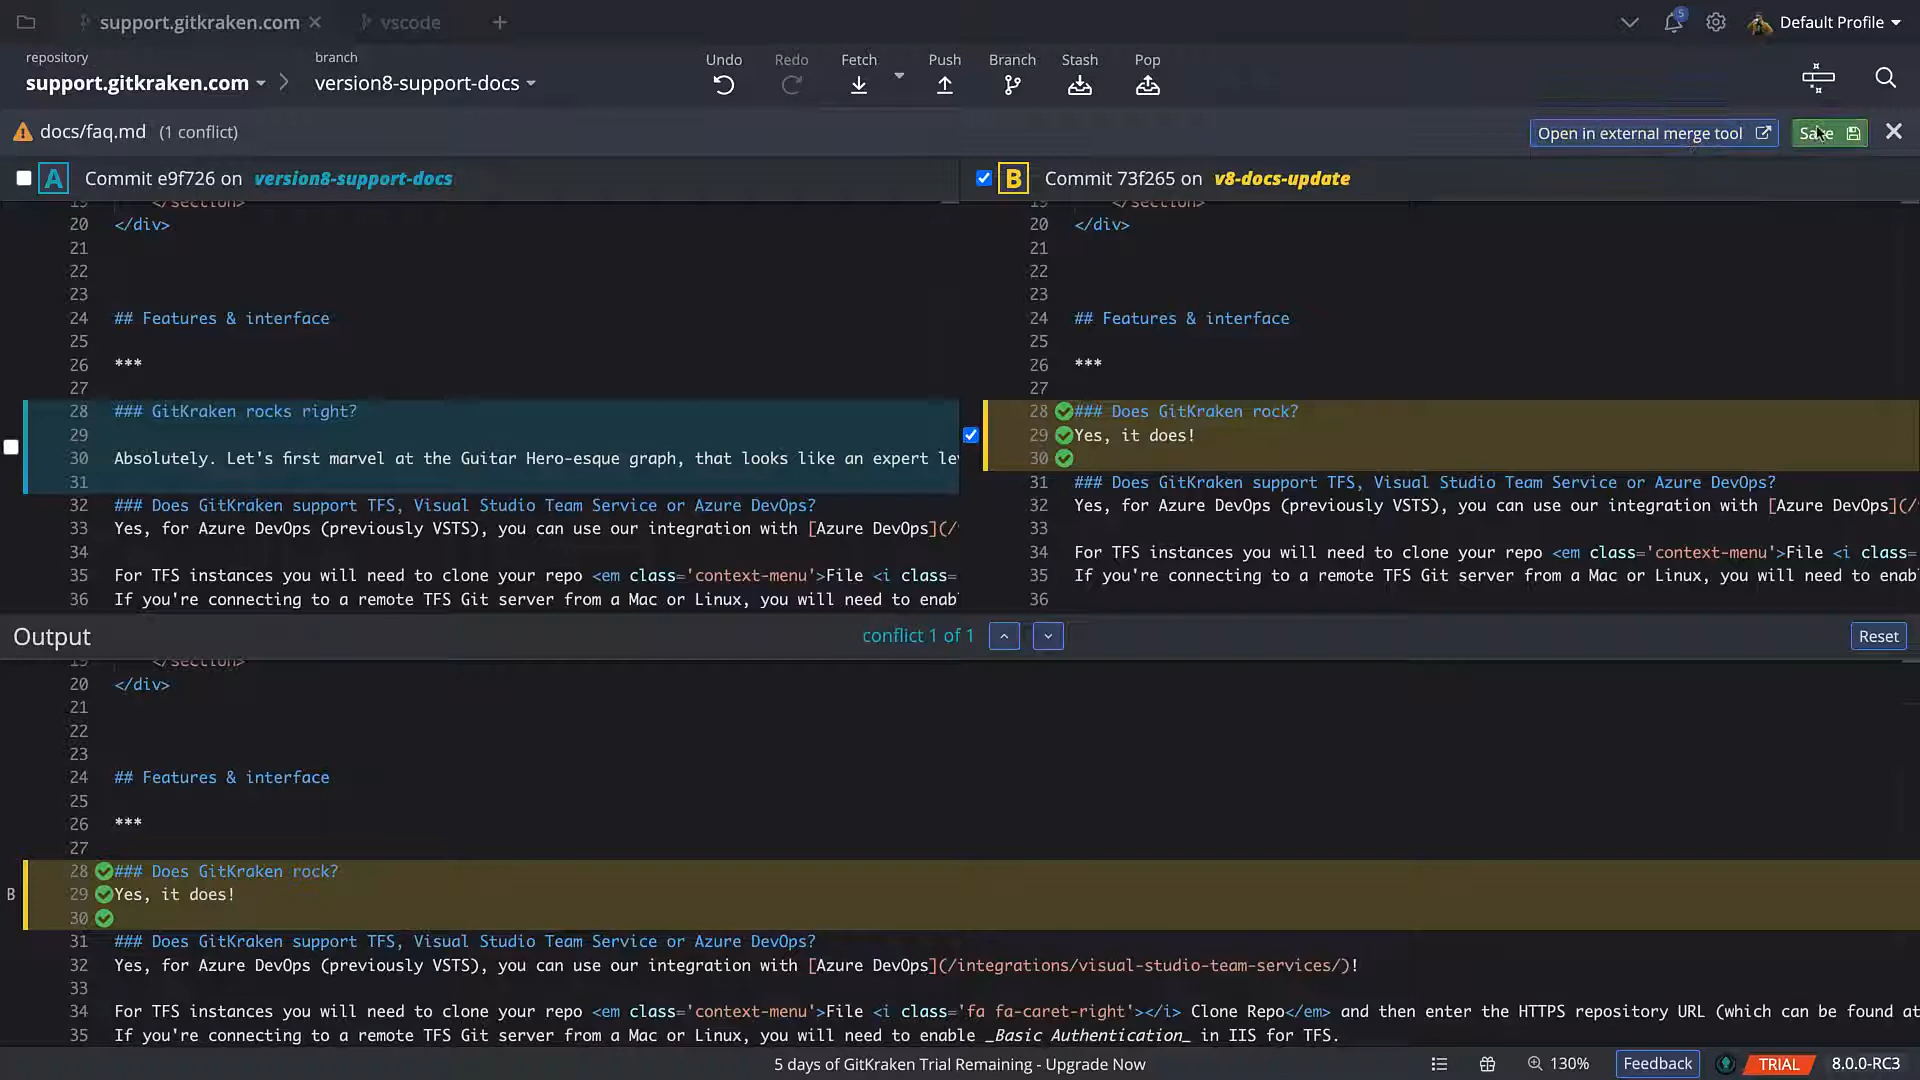 support.gitkraken.com
vscode
5
Default Profile
repository
support.gitkraken.com
branch
version8-support-docs
Undo
Redo
Fetch
Push
Branch
Stash
Pop
docs/faq.md (1 conflict)
Open in external merge tool
Save
A Commit e9f726 on version8-support-docs
19 </section>
20 </div>
21
22
23
24 ## Features & interface
25
26 ***
27
28 ### GitKraken rocks right?
29
30 Absolutely. Let's first marvel at the Guitar Hero-esque graph, that looks like an expert le
31
32 ### Does GitKraken support TFS, Visual Studio Team Service or Azure DevOps?
33 Yes, for Azure DevOps (previously VSTS), you can use our integration with [Azure DevOps](/
34
35 For TFS instances you will need to clone your repo <em class='context-menu'>File <i class=
36 If you're connecting to a remote TFS Git server from a Mac or Linux, you will need to enab
B Commit 73f265 on v8-docs-update
19 </section>
20 </div>
21
22
23
24 ## Features & interface
25
26 ***
27
28 ### Does GitKraken rock?
29 Yes, it does!
30
31 ### Does GitKraken support TFS, Visual Studio Team Service or Azure DevOps?
32 Yes, for Azure DevOps (previously VSTS), you can use our integration with [Azure DevOps](/
33
34 For TFS instances you will need to clone your repo <em class='context-menu'>File <i class=
35 If you're connecting to a remote TFS Git server from a Mac or Linux, you will need to enab
36
Output
conflict 1 of 1
Reset
19 </section>
20 </div>
21
22
23
24 ## Features & interface
25
26 ***
27
28 ### Does GitKraken rock?
B 29 Yes, it does!
30
31 ### Does GitKraken support TFS, Visual Studio Team Service or Azure DevOps?
32 Yes, for Azure DevOps (previously VSTS), you can use our integration with [Azure DevOps](/integrations/visual-studio-team-services/)!
33
34 For TFS instances you will need to clone your repo <em class='context-menu'>File <i class='fa fa-caret-right'></i> Clone Repo</em> and then enter the HTTPS repository URL (which can be found at
35 If you're connecting to a remote TFS Git server from a Mac or Linux, you will need to enable _Basic Authentication_ in IIS for TFS.
5 days of GitKraken Trial Remaining - Upgrade Now
130%
Feedback
TRIAL
8.0.0-RC3